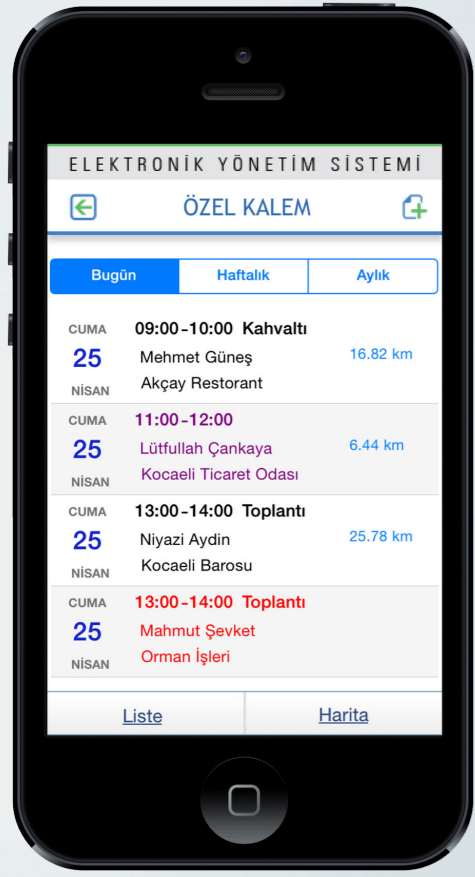 ELEKTRONİK YÖNETİM SİSTEMİ
ÖZEL KALEM
Bugün Haftalık Aylık
CUMA 09:00-10:00 Kahvaltı
25 Mehmet Güneş 16.82 km
NİSAN Akçay Restorant
CUMA 11:00-12:00
25 Lütfullah Çankaya 6.44 km
NİSAN Kocaeli Ticaret Odası
CUMA 13:00-14:00 Toplantı
25 Niyazi Aydin 25.78 km
NİSAN Kocaeli Barosu
CUMA 13:00-14:00 Toplantı
25 Mahmut Şevket
NİSAN Orman İşleri
Liste Harita